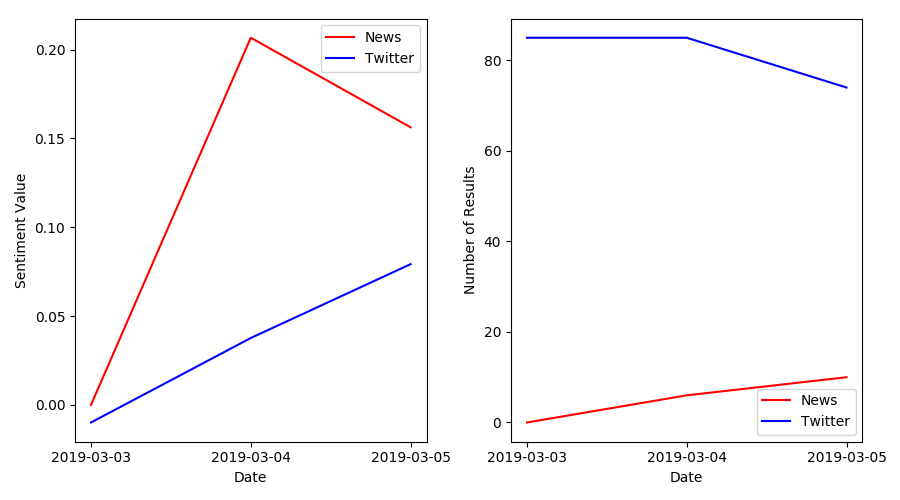 0.20
0.15
0.10
0.05
0.00
Sentiment Value
News
Twitter
2019-03-03
2019-03-04
2019-03-05
Date
80
60
40
20
0
Number of Results
News
Twitter
2019-03-03
2019-03-04
2019-03-05
Date